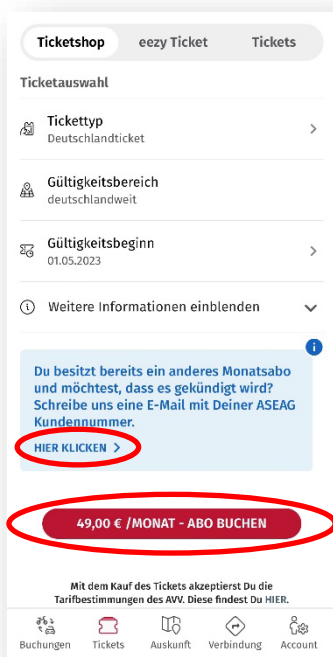 Ticketshop eezy Ticket Tickets
Ticketauswahl
Tickettyp
Deutschlandticket
Gültigkeitsbereich
deutschlandweit
Gültigkeitsbeginn
01.05.2023
Weitere Informationen einblenden
Du besitzt bereits ein anderes Monatsabo
und möchtest, dass es gekündigt wird?
Schreibe uns eine E-Mail mit Deiner ASEAG
Kundennummer.
HIER KLICKEN >
49,00 € /MONAT - ABO BUCHEN
Mit dem Kauf des Tickets akzeptierst Du die
Tarifbestimmungen des AVV. Diese findest Du HIER.
Buchungen Tickets Auskunft Verbindung Account